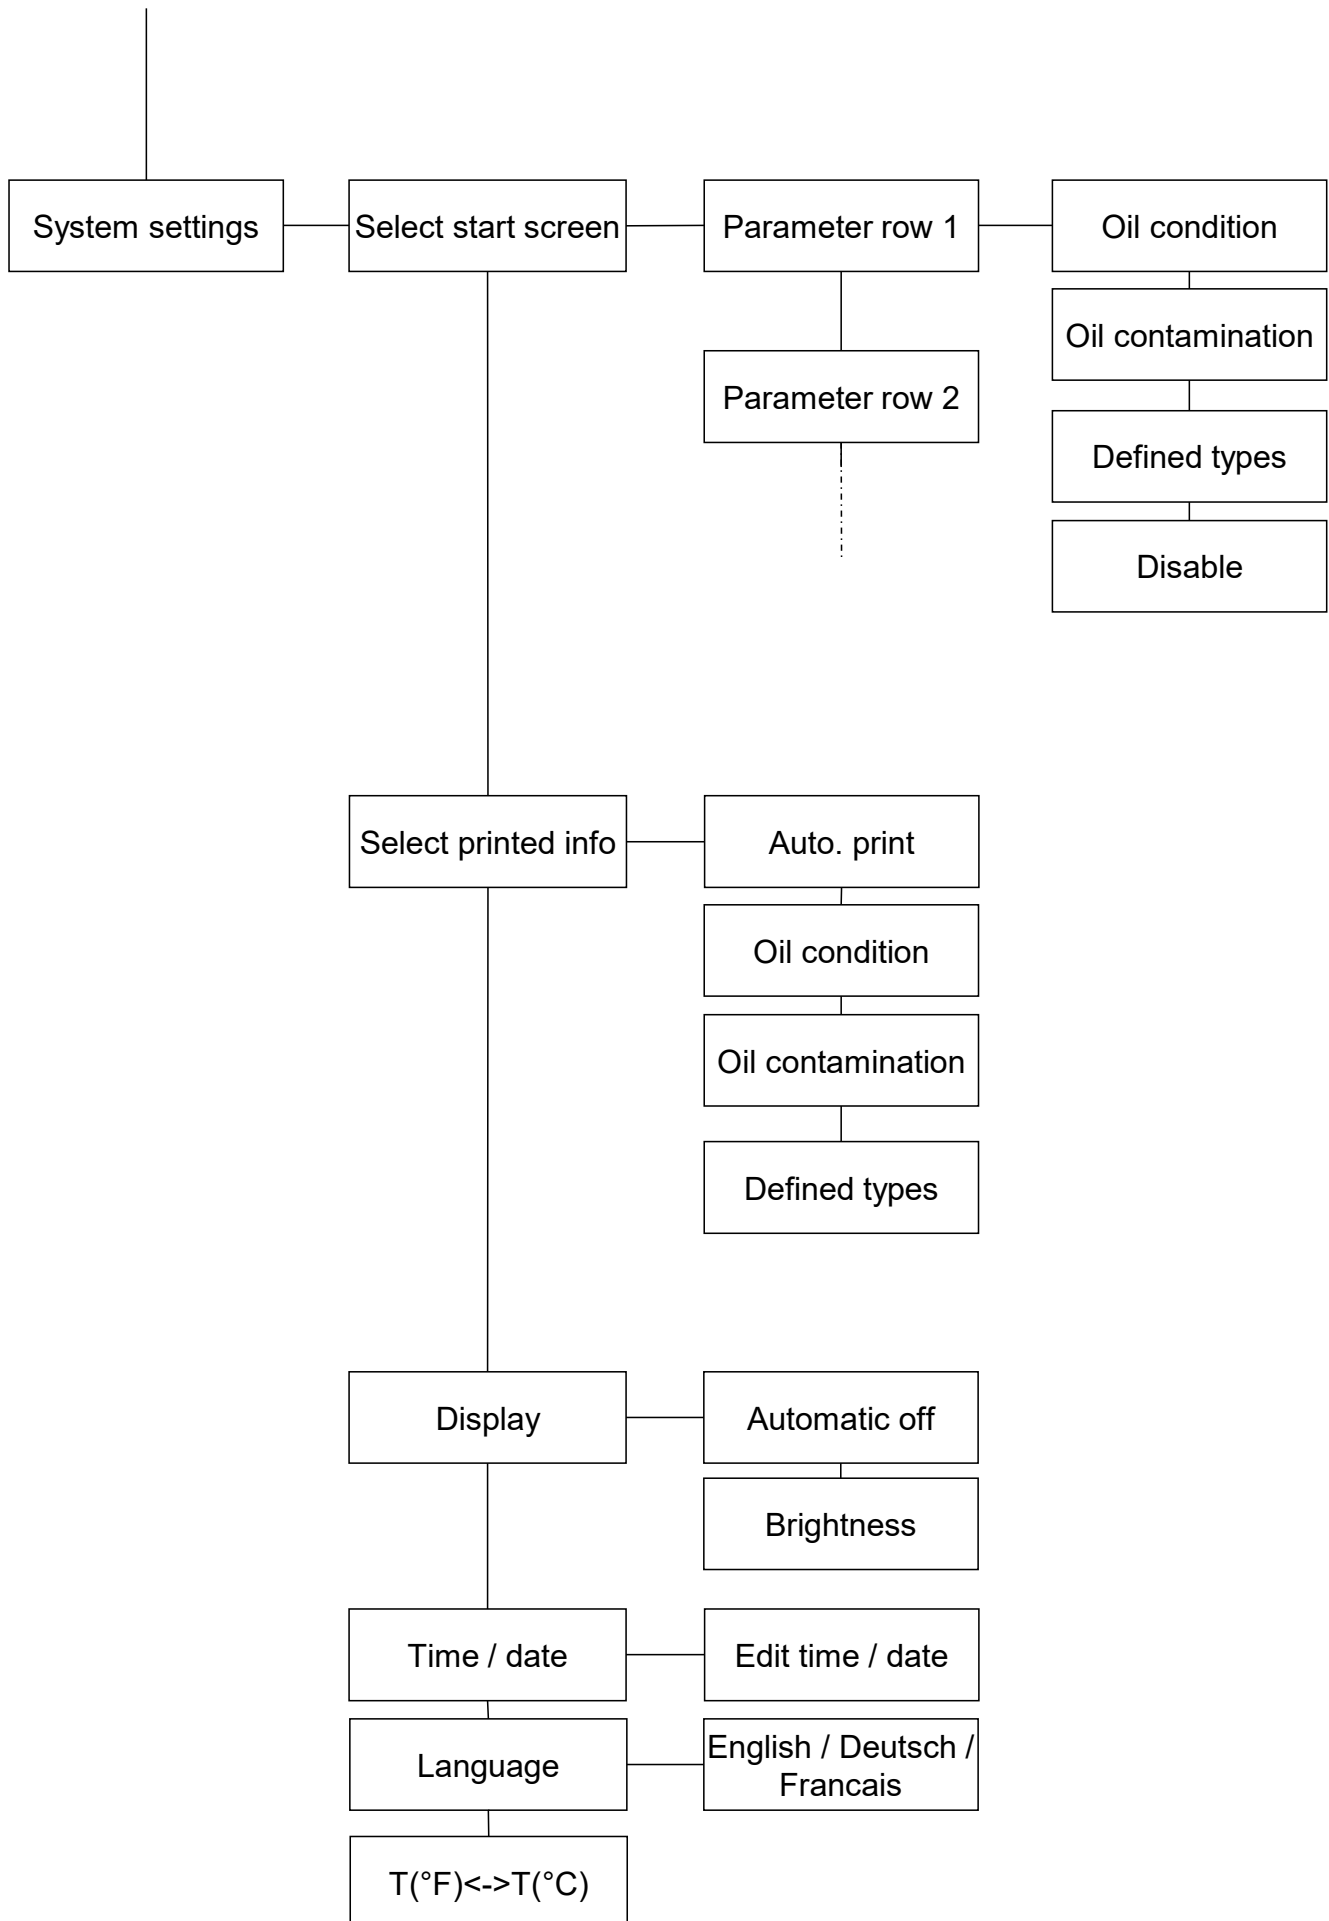 System settings
Select start screen
Parameter row 1
Oil condition
Oil contamination
Parameter row 2
Defined types
Disable
Select printed info
Auto. print
Oil condition
Oil contamination
Defined types
Display
Automatic off
Brightness
Time / date
Edit time / date
Language
English / Deutsch /
Francais
T(°F)<->T(°C)